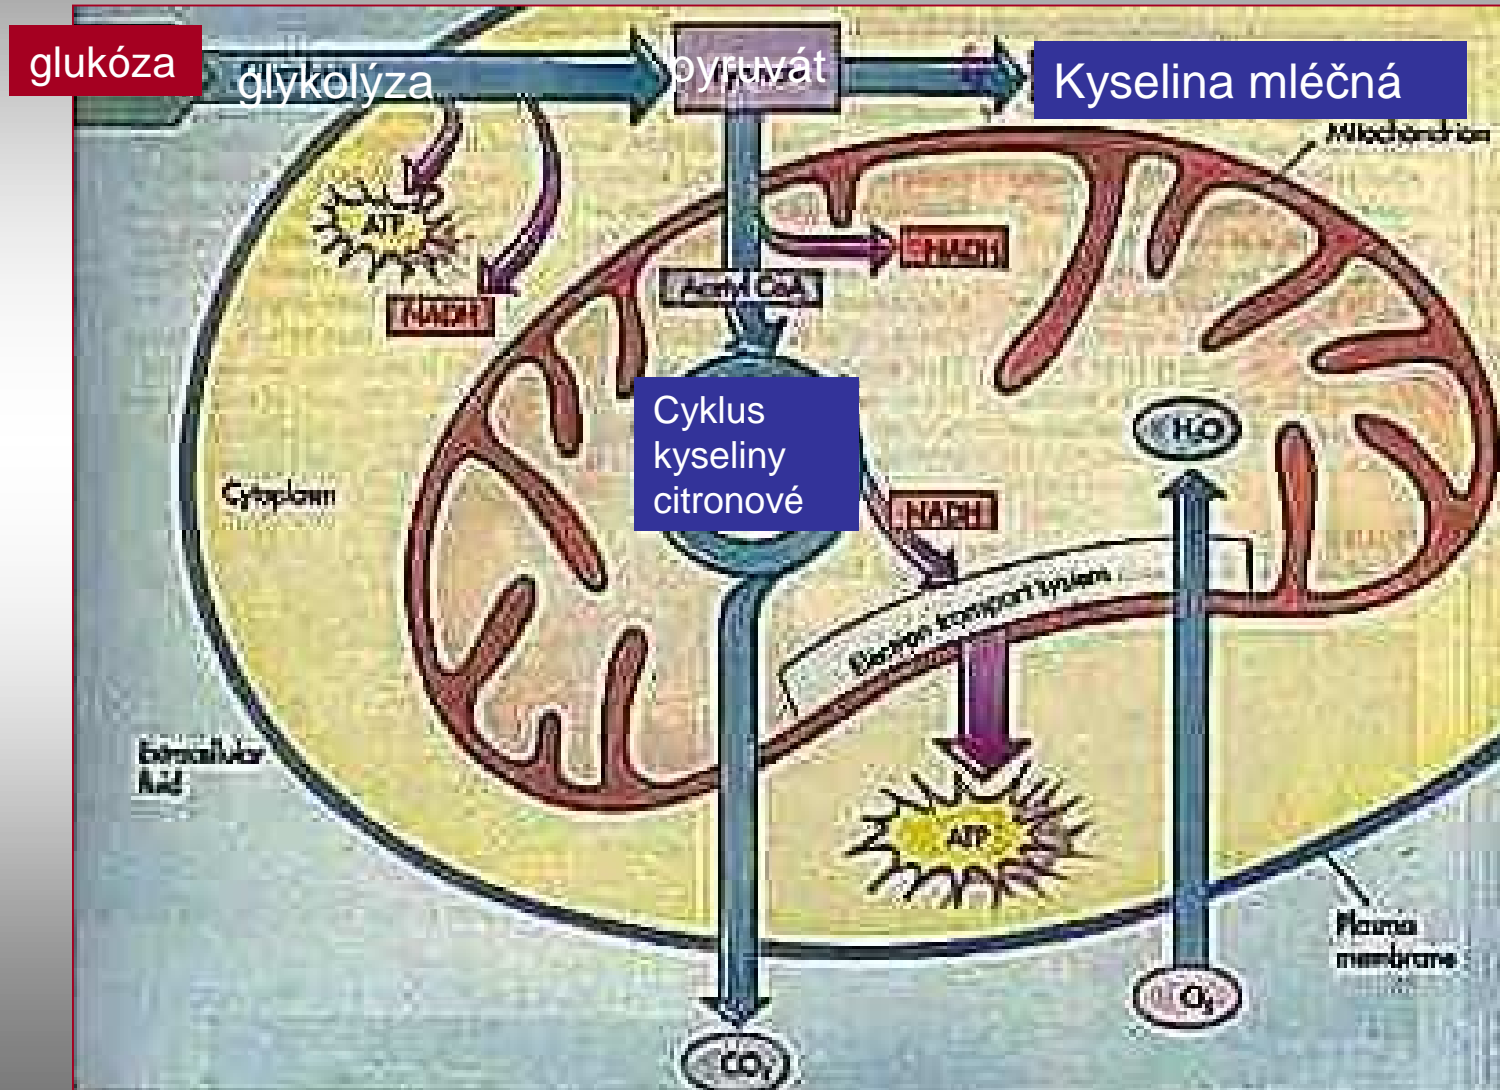 glukóza
glykolýza
pyruvát
Kyselina mléčná
Mitochondrion
ATP
NADH
NADH
Acetyl CoA
Cyklus
kyseliny
citronové
H₂O
Cytoplasm
NADH
Electron transport system
Extracellular
fluid
ATP
Plasma
membrane
O₂
CO₂